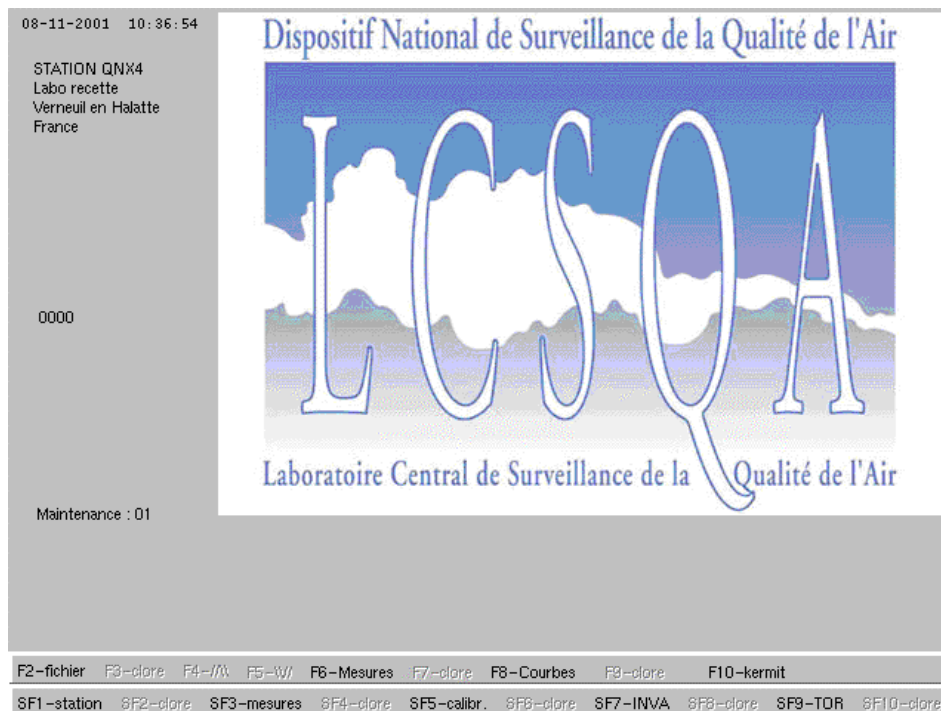 08-11-2001 10:36:54
Dispositif National de Surveillance de la Qualité de l'Air
STATION QNX4
Labo recette
Verneuil en Halatte
France
LCSQA
0000
Laboratoire Central de Surveillance de la Qualité de l'Air
Maintenance : 01
F2-fichier F3-clore F4-/\\ F5-\\/ F6-Mesures F7-clore F8-Courbes F9-clore F10-kermit
SF1-station SF2-clore SF3-mesures SF4-clore SF5-calibr. SF6-clore SF7-INVA SF8-clore SF9-TOR SF10-clore